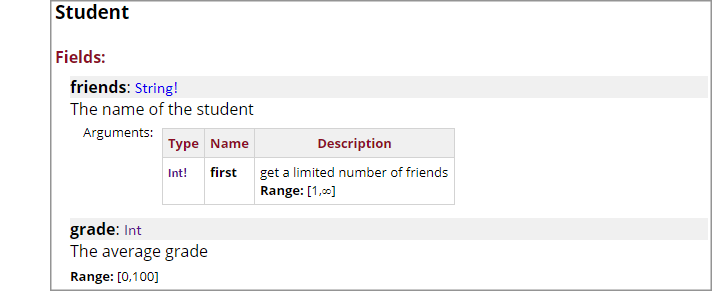 Student
Fields:
friends: String!
The name of the student
Arguments:
Type Name Description
Int! first get a limited number of friends
Range: [1,∞]
grade: Int
The average grade
Range: [0,100]